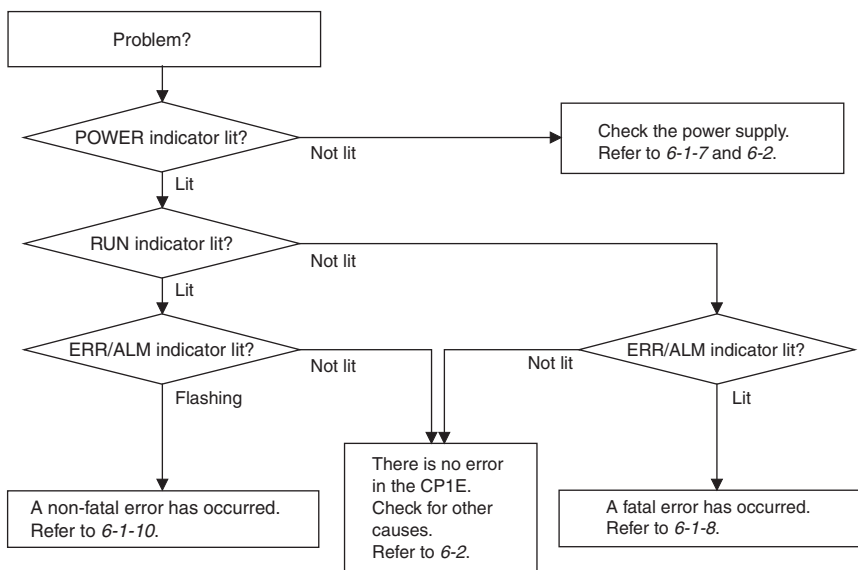 Problem?
POWER indicator lit?
Not lit
Check the power supply.
Refer to 6-1-7 and 6-2.
Lit
RUN indicator lit?
Not lit
Lit
ERR/ALM indicator lit?
Not lit
Flashing
ERR/ALM indicator lit?
Not lit
Lit
A non-fatal error has occurred.
Refer to 6-1-10.
There is no error
in the CP1E.
Check for other
causes.
Refer to 6-2.
A fatal error has occurred.
Refer to 6-1-8.